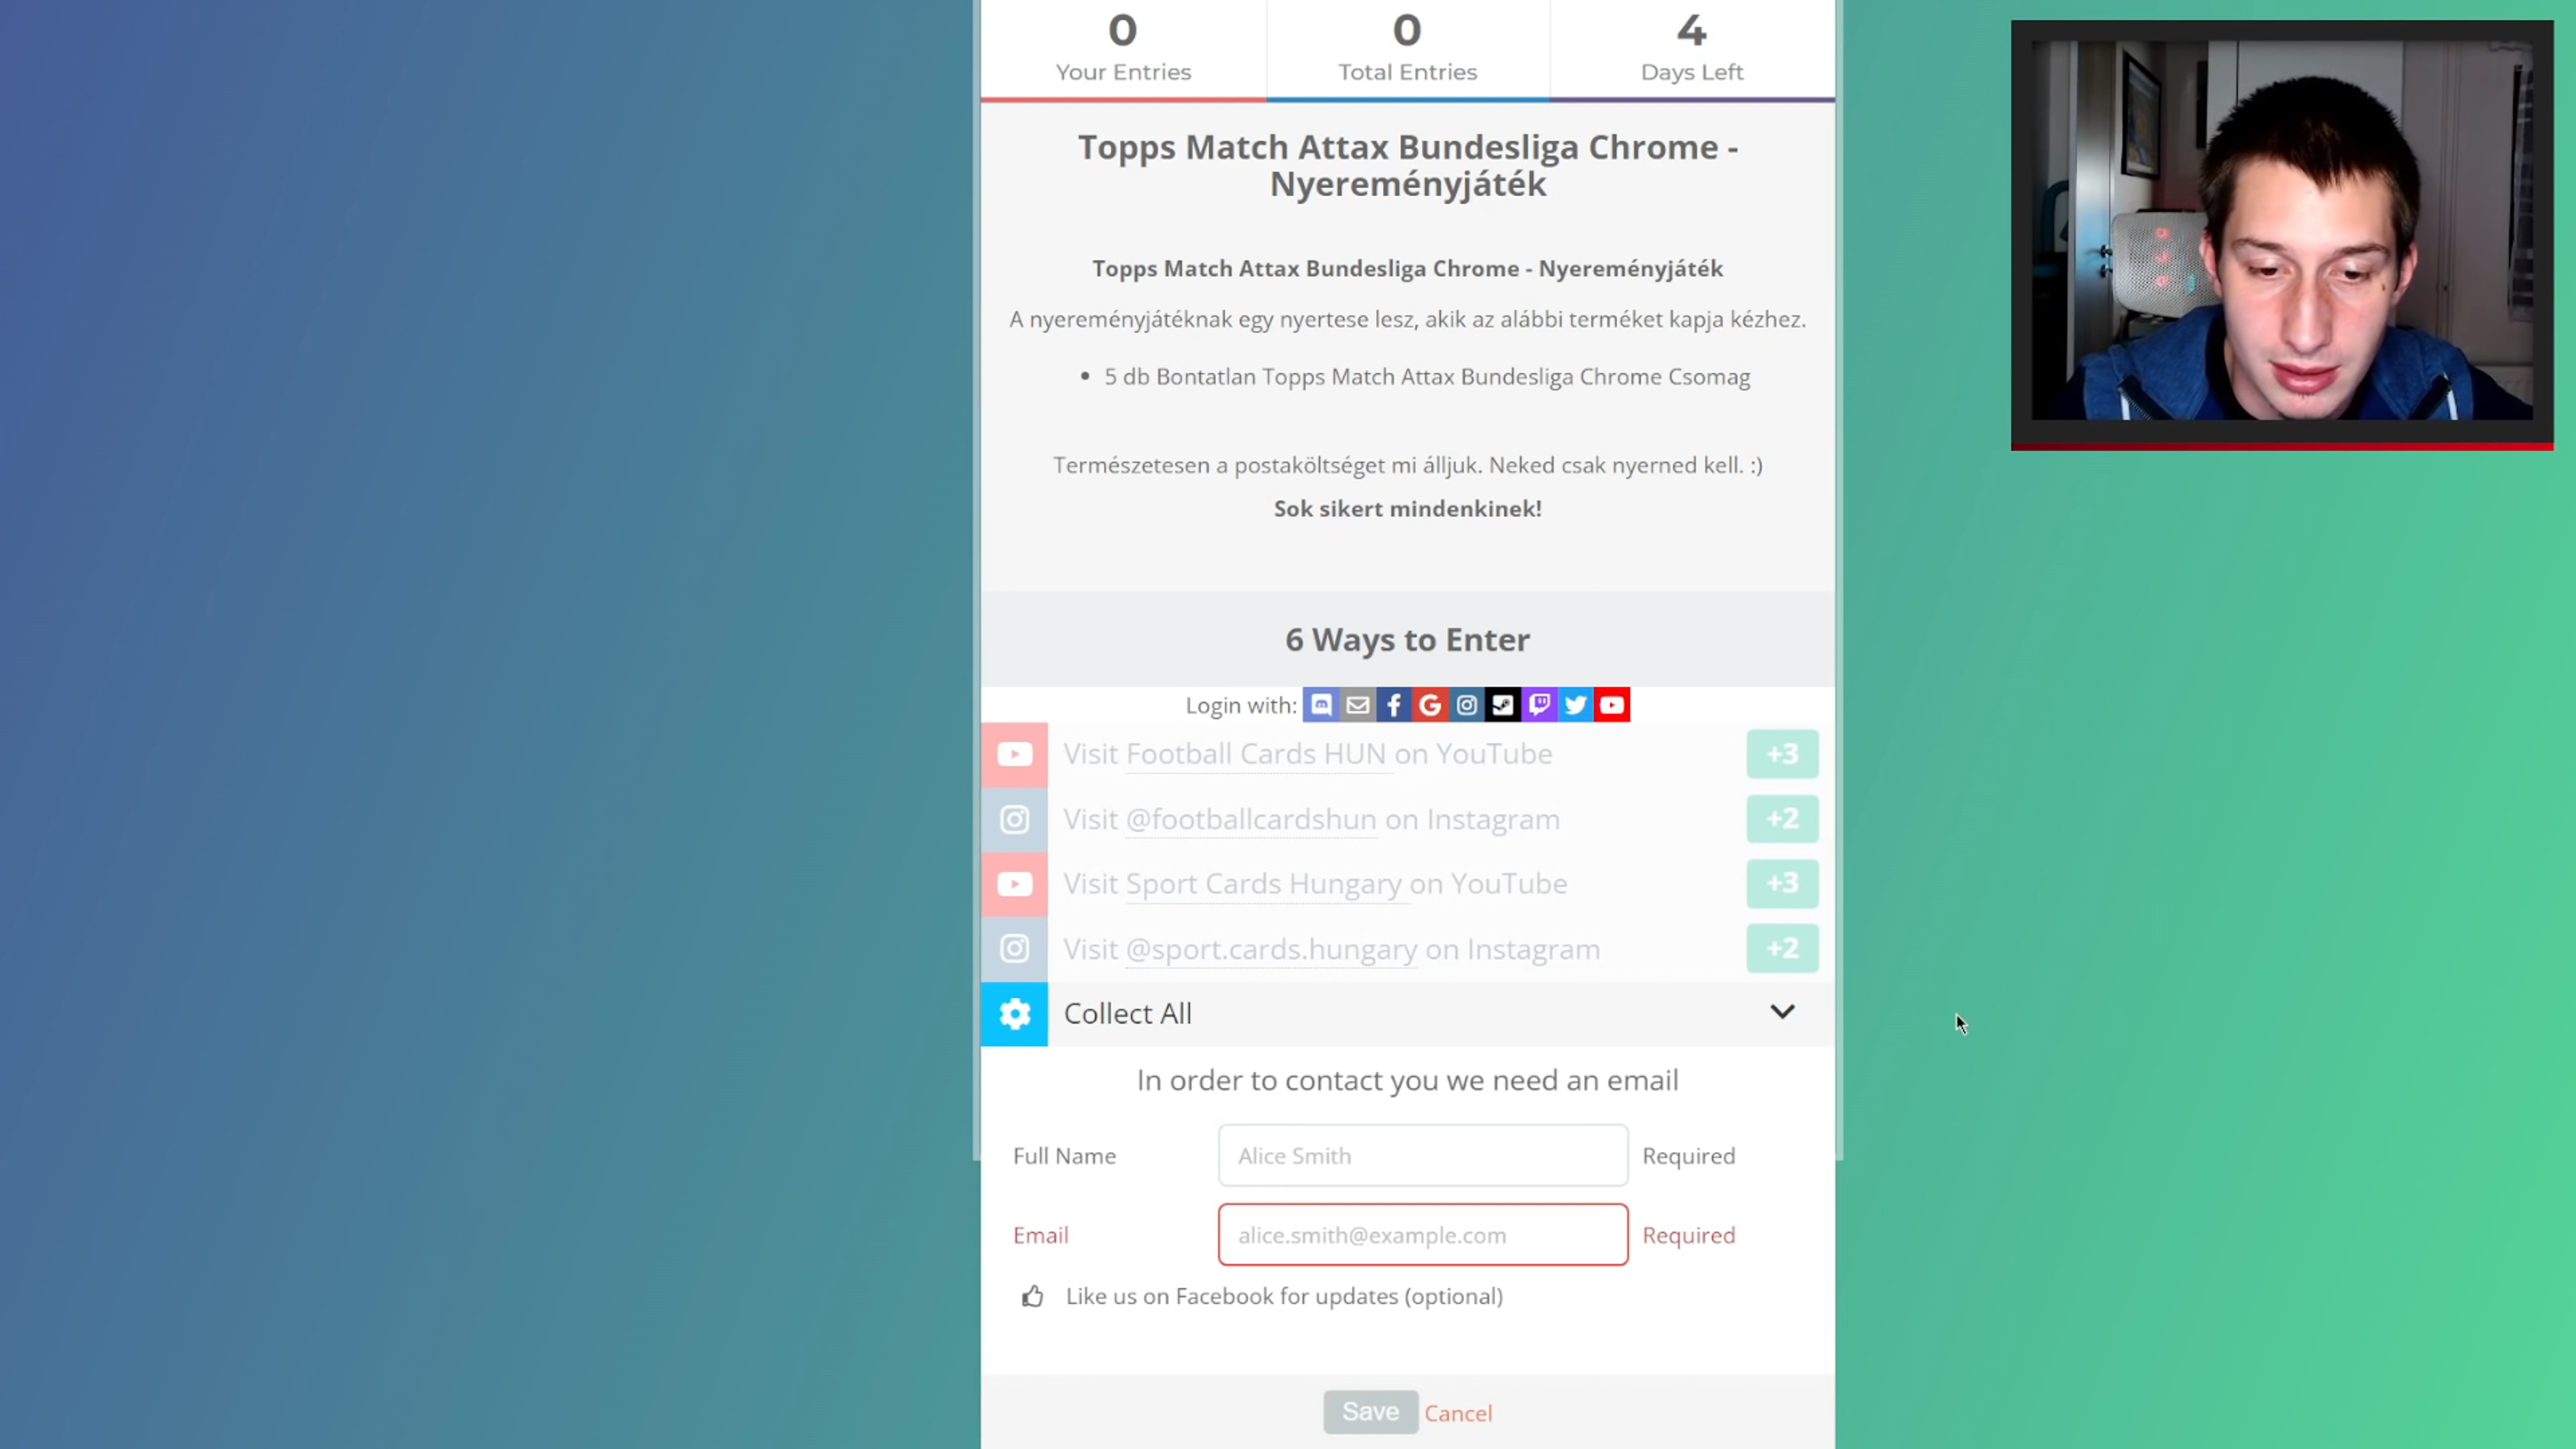 0
Your Entries
0
Total Entries
4
Days Left
Topps Match Attax Bundesliga Chrome -
Nyereményjáték
Topps Match Attax Bundesliga Chrome - Nyereményjáték
A nyereményjátéknak egy nyertese lesz, akik az alábbi terméket kapja kézhez.
• 5 db Bontatlan Topps Match Attax Bundesliga Chrome Csomag
Természetesen a postaköltséget mi álljuk. Neked csak nyerned kell. :)
Sok sikert mindenkinek!
6 Ways to Enter
Login with:
Visit Football Cards HUN on YouTube +3
Visit @footballcardshun on Instagram +2
Visit Sport Cards Hungary on YouTube +3
Visit @sport.cards.hungary on Instagram +2
Collect All
In order to contact you we need an email
Full Name Alice Smith Required
Email alice.smith@example.com Required
Like us on Facebook for updates (optional)
Save Cancel